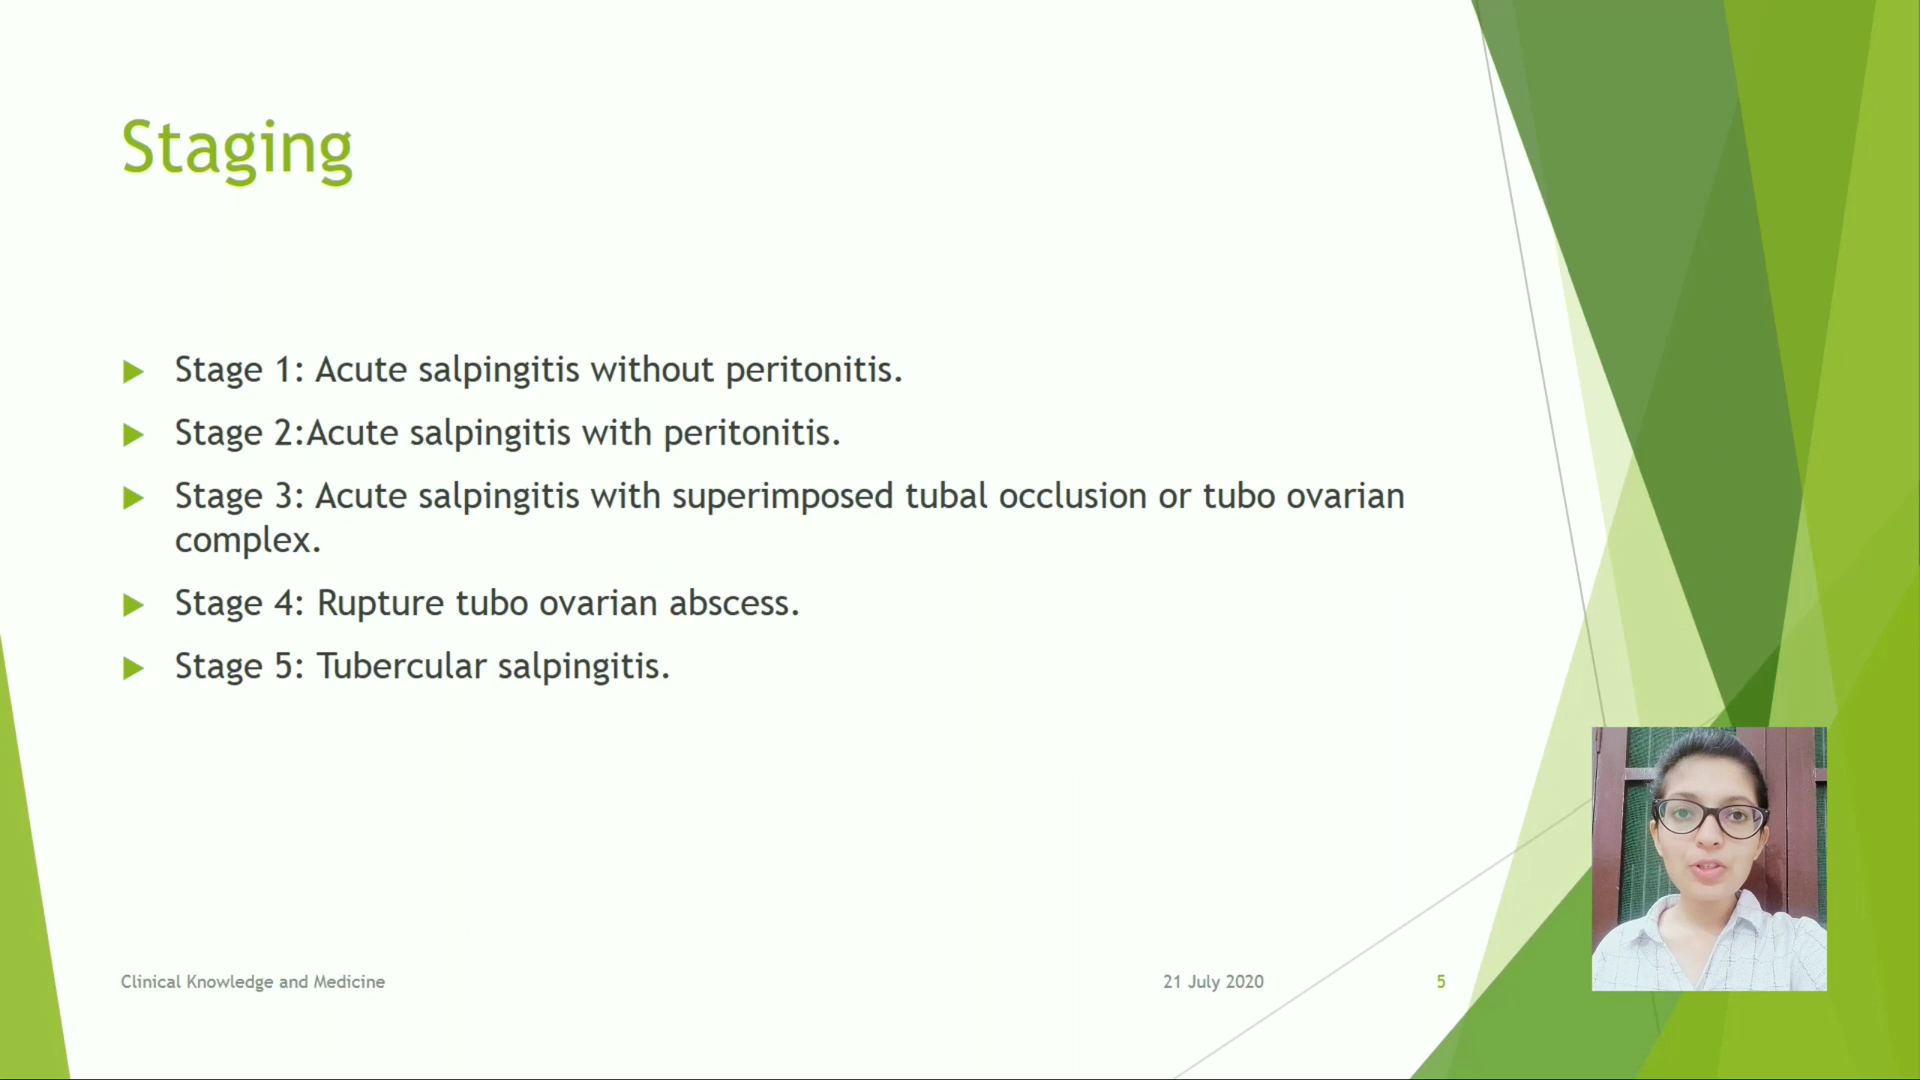 Staging
Stage 1: Acute salpingitis without peritonitis.
Stage 2:Acute salpingitis with peritonitis.
Stage 3: Acute salpingitis with superimposed tubal occlusion or tubo ovarian
complex.
Stage 4: Rupture tubo ovarian abscess.
Stage 5: Tubercular salpingitis.
Clinical Knowledge and Medicine
21 July 2020
5